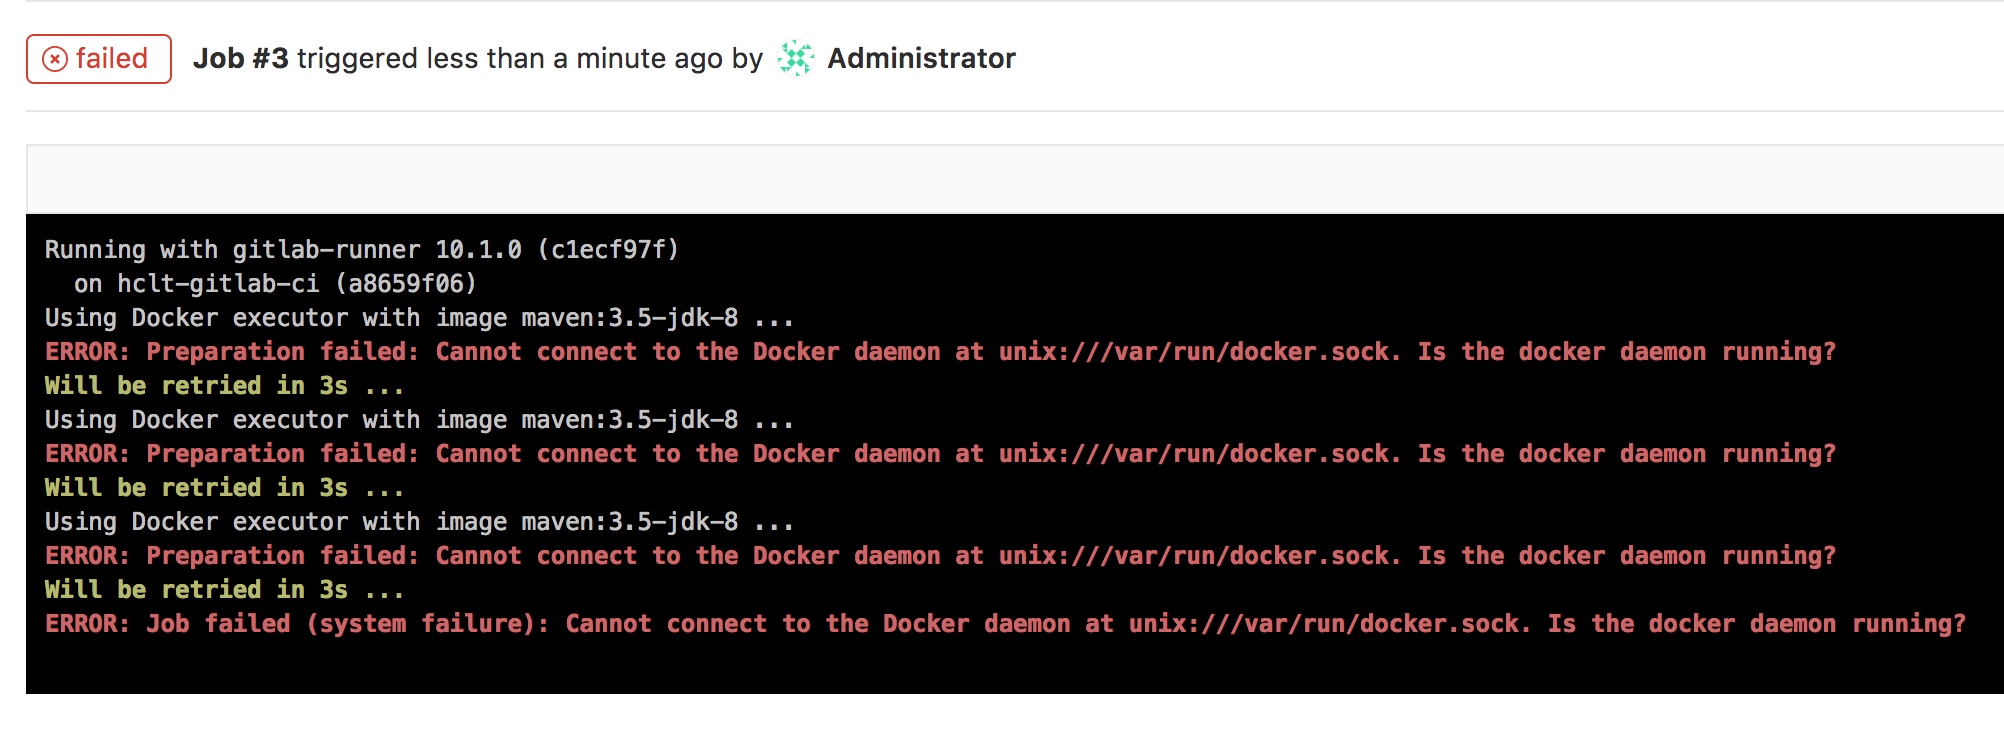 failed Job #3 triggered less than a minute ago by Administrator
Running with gitlab-runner 10.1.0 (c1ecf97f)
on hclt-gitlab-ci (a8659f06)
Using Docker executor with image maven:3.5-jdk-8 ...
ERROR: Preparation failed: Cannot connect to the Docker daemon at unix:///var/run/docker.sock. Is the docker daemon running?
Will be retried in 3s ...
Using Docker executor with image maven:3.5-jdk-8 ...
ERROR: Preparation failed: Cannot connect to the Docker daemon at unix:///var/run/docker.sock. Is the docker daemon running?
Will be retried in 3s ...
Using Docker executor with image maven:3.5-jdk-8 ...
ERROR: Preparation failed: Cannot connect to the Docker daemon at unix:///var/run/docker.sock. Is the docker daemon running?
Will be retried in 3s ...
ERROR: Job failed (system failure): Cannot connect to the Docker daemon at unix:///var/run/docker.sock. Is the docker daemon running?